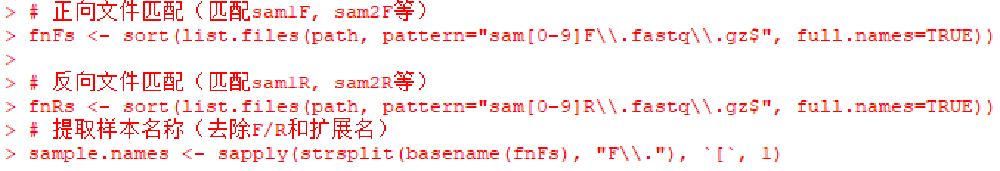 > # 正向文件匹配（匹配sam1F, sam2F等）
> fnFs <- sort(list.files(path, pattern="sam[0-9]F\\.fastq\\.gz$", full.names=TRUE))
>
> # 反向文件匹配（匹配sam1R, sam2R等）
> fnRs <- sort(list.files(path, pattern="sam[0-9]R\\.fastq\\.gz$", full.names=TRUE))
> # 提取样本名称（去除F/R和扩展名）
> sample.names <- sapply(strsplit(basename(fnFs), "F\\."), `[`, 1)